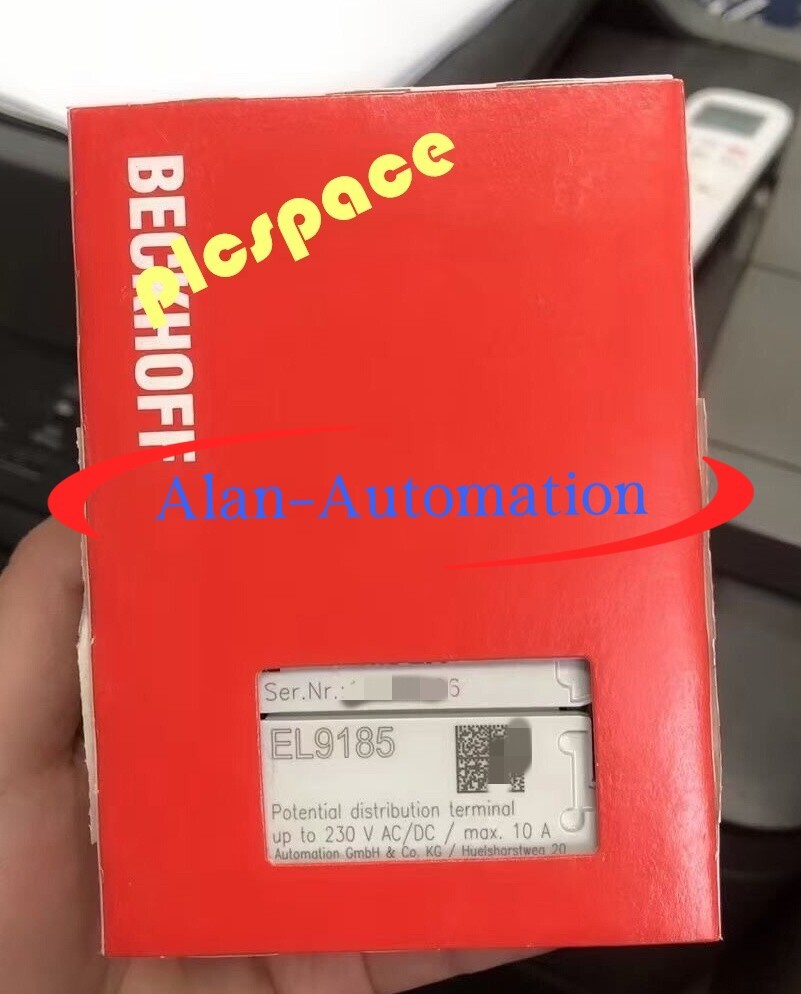 BECKHOFF
plcspace
Alan-Automation
Ser.Nr.: 6
EL9185
Potential distribution terminal
up to 230 V AC/DC / max. 10 A
Automation GmbH & Co. KG / Huelshorstweg 20